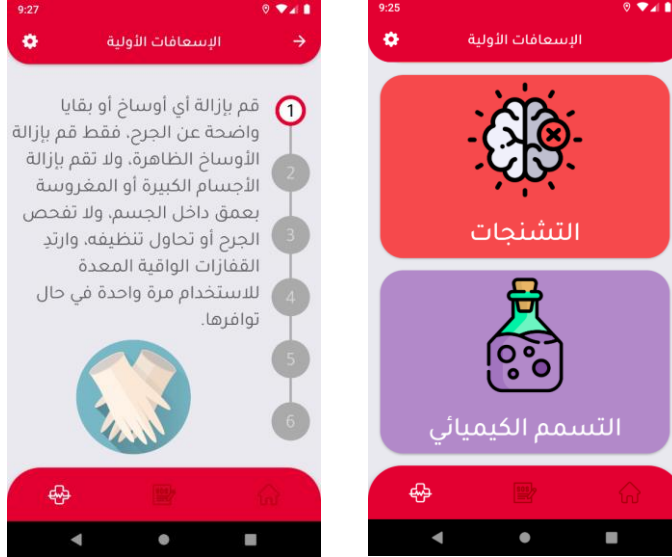 9:27
الإسعافات الأولية
قم بإزالة أي أوساخ أو بقايا
واضحة عن الجرح، فقط قم بإزالة
الأوساخ الظاهرة، ولا تقم بإزالة
الأجسام الكبيرة أو المغروسة
بعمق داخل الجسم، ولا تفحص
الجرح أو تحاول تنظيفه، وارتدِ
القفازات الواقية المعدة
للاستخدام مرة واحدة في حال
توافرها.
1
2
3
4
5
6
9:25
الإسعافات الأولية
التشنجات
التسمم الكيميائي